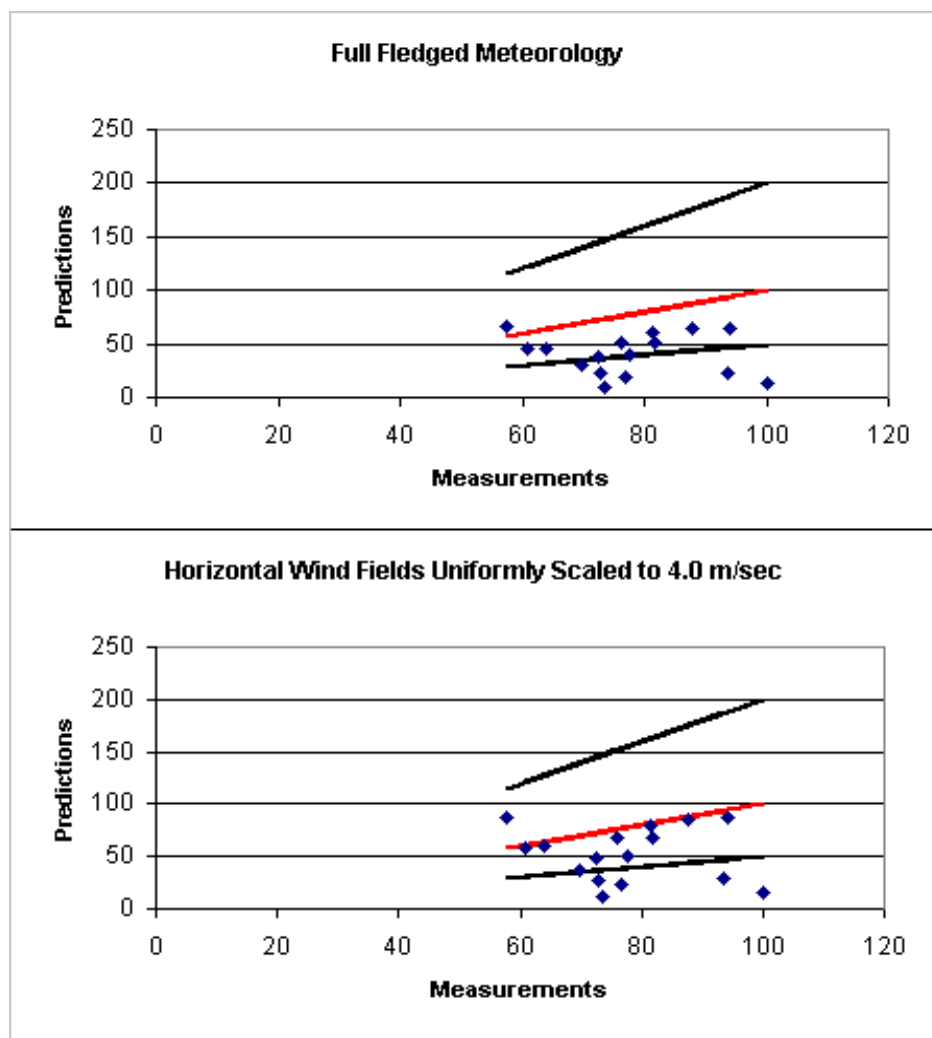 Full Fledged Meteorology
250
200
150
100
50
0
Predictions
0 20 40 60 80 100 120
Measurements
Horizontal Wind Fields Uniformly Scaled to 4.0 m/sec
250
200
150
100
50
0
Predictions
0 20 40 60 80 100 120
Measurements